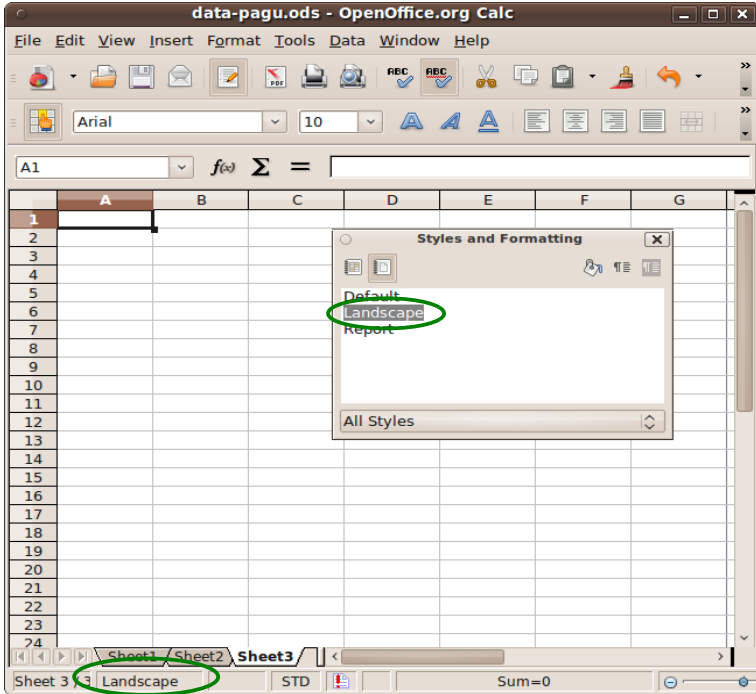 data-pagu.ods - OpenOffice.org Calc
File Edit View Insert Format Tools Data Window Help
PDF ABC ABC
Arial 10 A A A
A1 f(x) Σ =
A B C D E F G
1
2
Styles and Formatting
3
4
5
Default
6
Landscape
7
Report
8
9
10
11
12
All Styles
13
14
15
16
17
18
19
20
21
22
23
24
Sheet1 Sheet2 Sheet3
Sheet 3 / 3 Landscape STD Sum=0